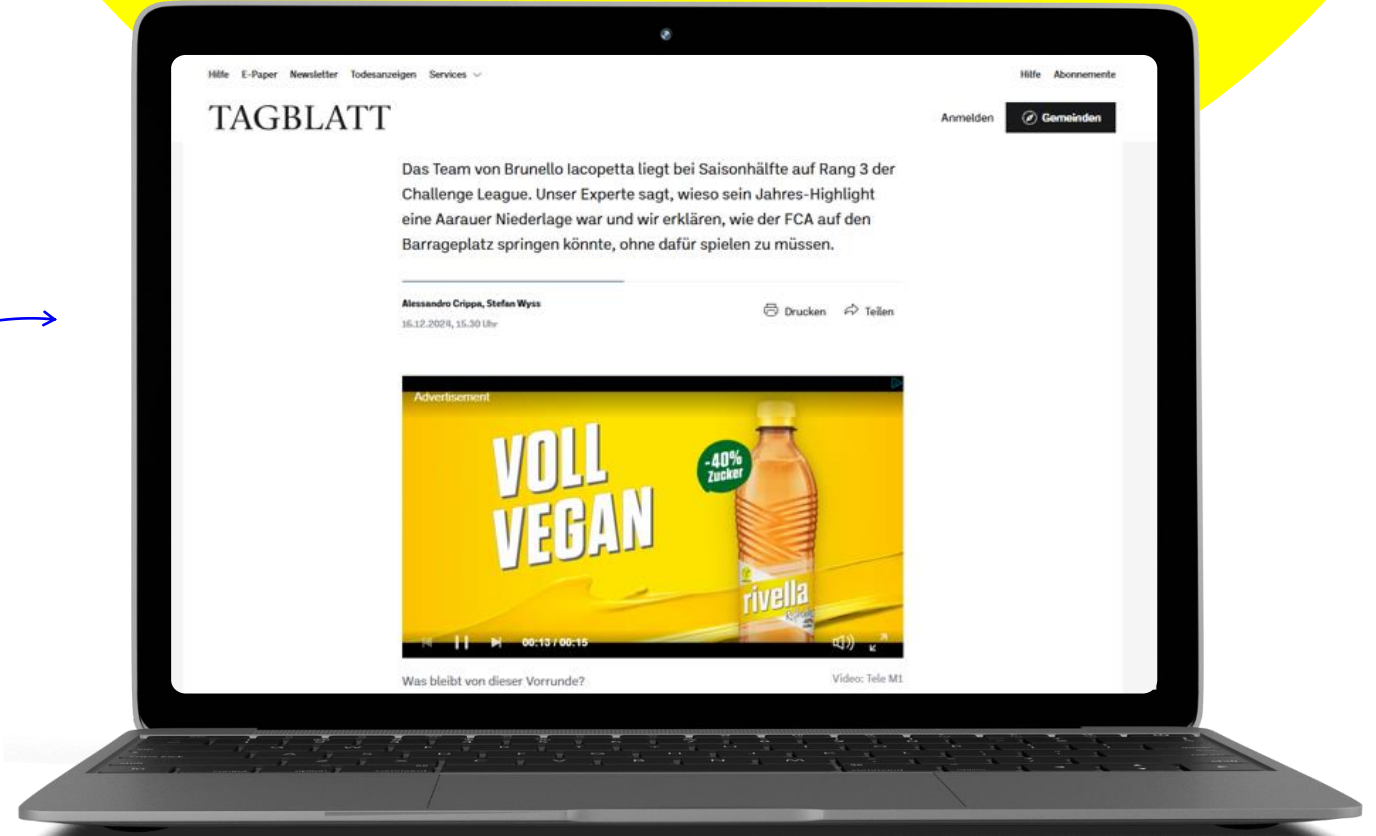 Hilfe E-Paper Newsletter Todesanzeigen Services
Hilfe Abonnemente
TAGBLATT
Anmelden Gemeinden
Das Team von Brunello Iacopetta liegt bei Saisonhälfte auf Rang 3 der
Challenge League. Unser Experte sagt, wieso sein Jahres-Highlight
eine Aarauer Niederlage war und wir erklären, wie der FCA auf den
Barrageplatz springen könnte, ohne dafür spielen zu müssen.
Alessandro Crippa, Stefan Wyss
16.12.2024, 15.30 Uhr
Drucken Teilen
Advertisement
VOLL
VEGAN
-40%
Zucker
rivella
00:13 / 00:15
Was bleibt von dieser Vorrunde?
Video: Tele M1